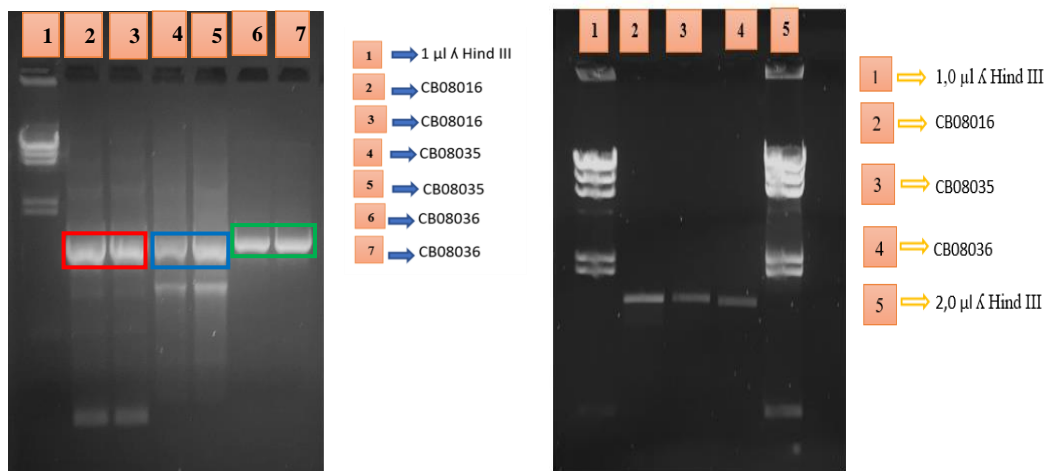 1 2 3 4 5 6 7
1 1 µl ʎ Hind III
2 CB08016
3 CB08016
4 CB08035
5 CB08035
6 CB08036
7 CB08036
1 2 3 4 5
1 1,0 µl ʎ Hind III
2 CB08016
3 CB08035
4 CB08036
5 2,0 µl ʎ Hind III